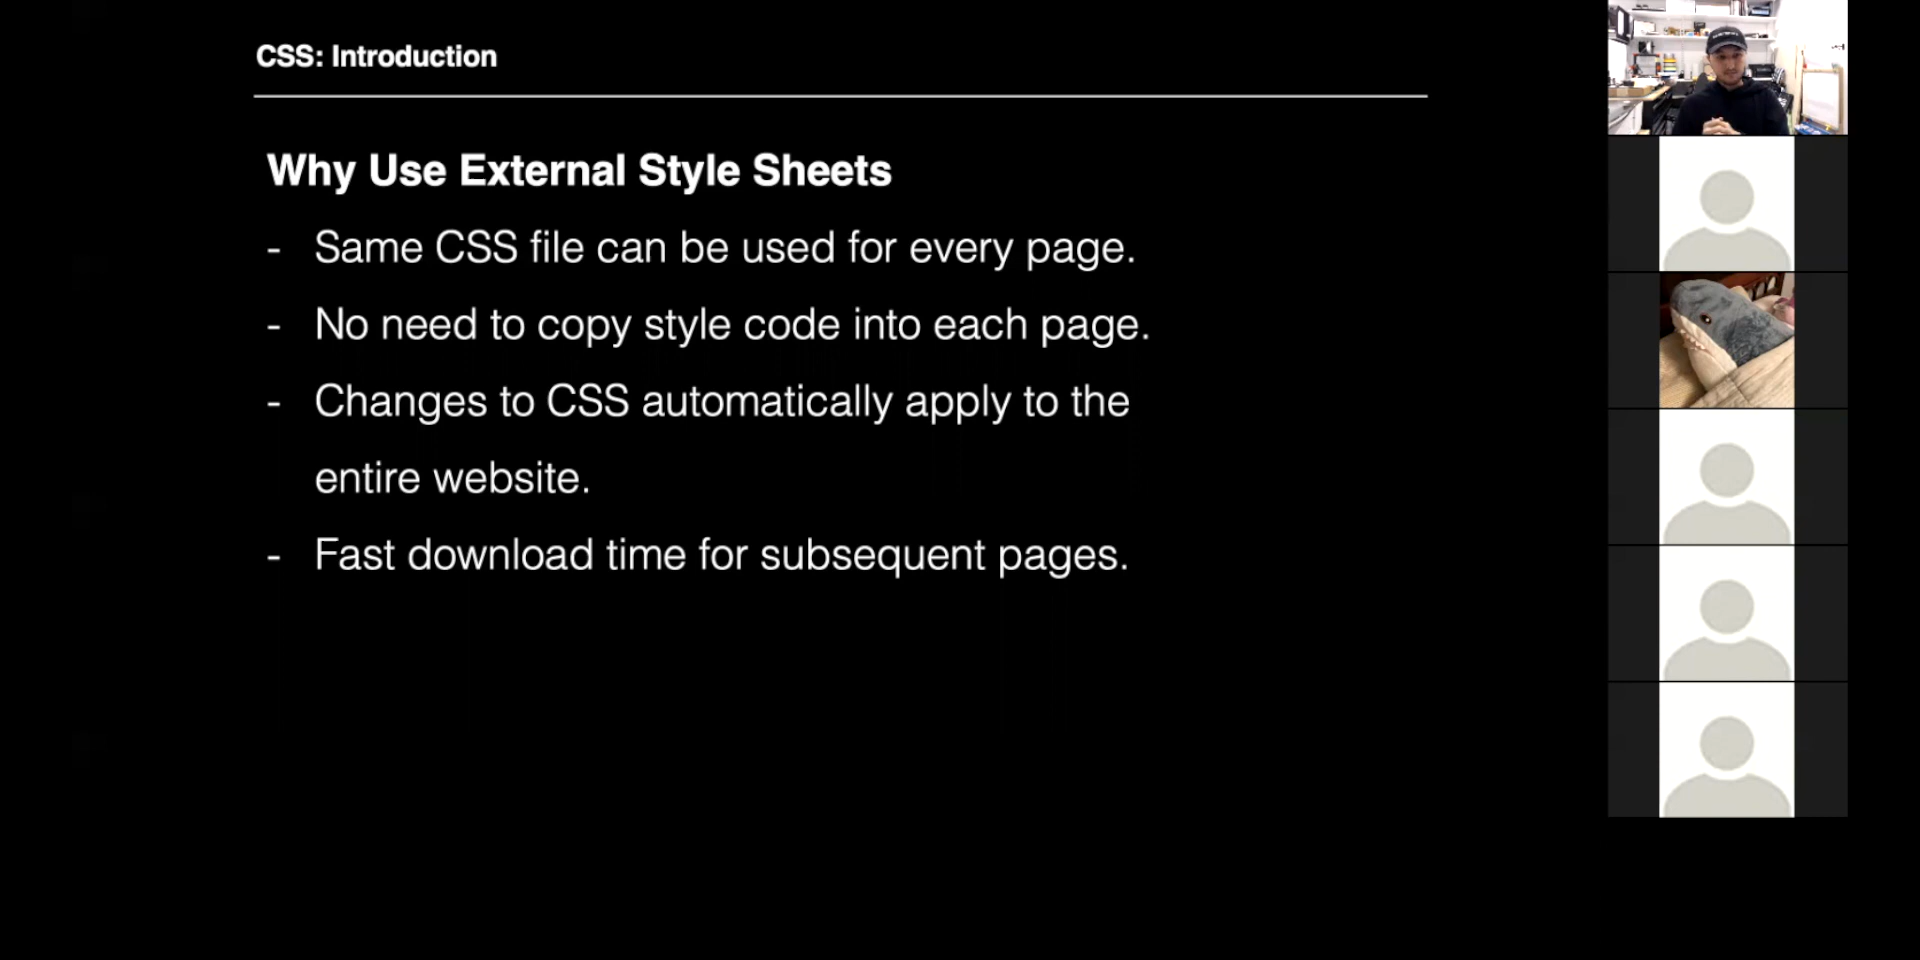 CSS: Introduction
Why Use External Style Sheets
- Same CSS file can be used for every page.
- No need to copy style code into each page.
- Changes to CSS automatically apply to the
entire website.
- Fast download time for subsequent pages.